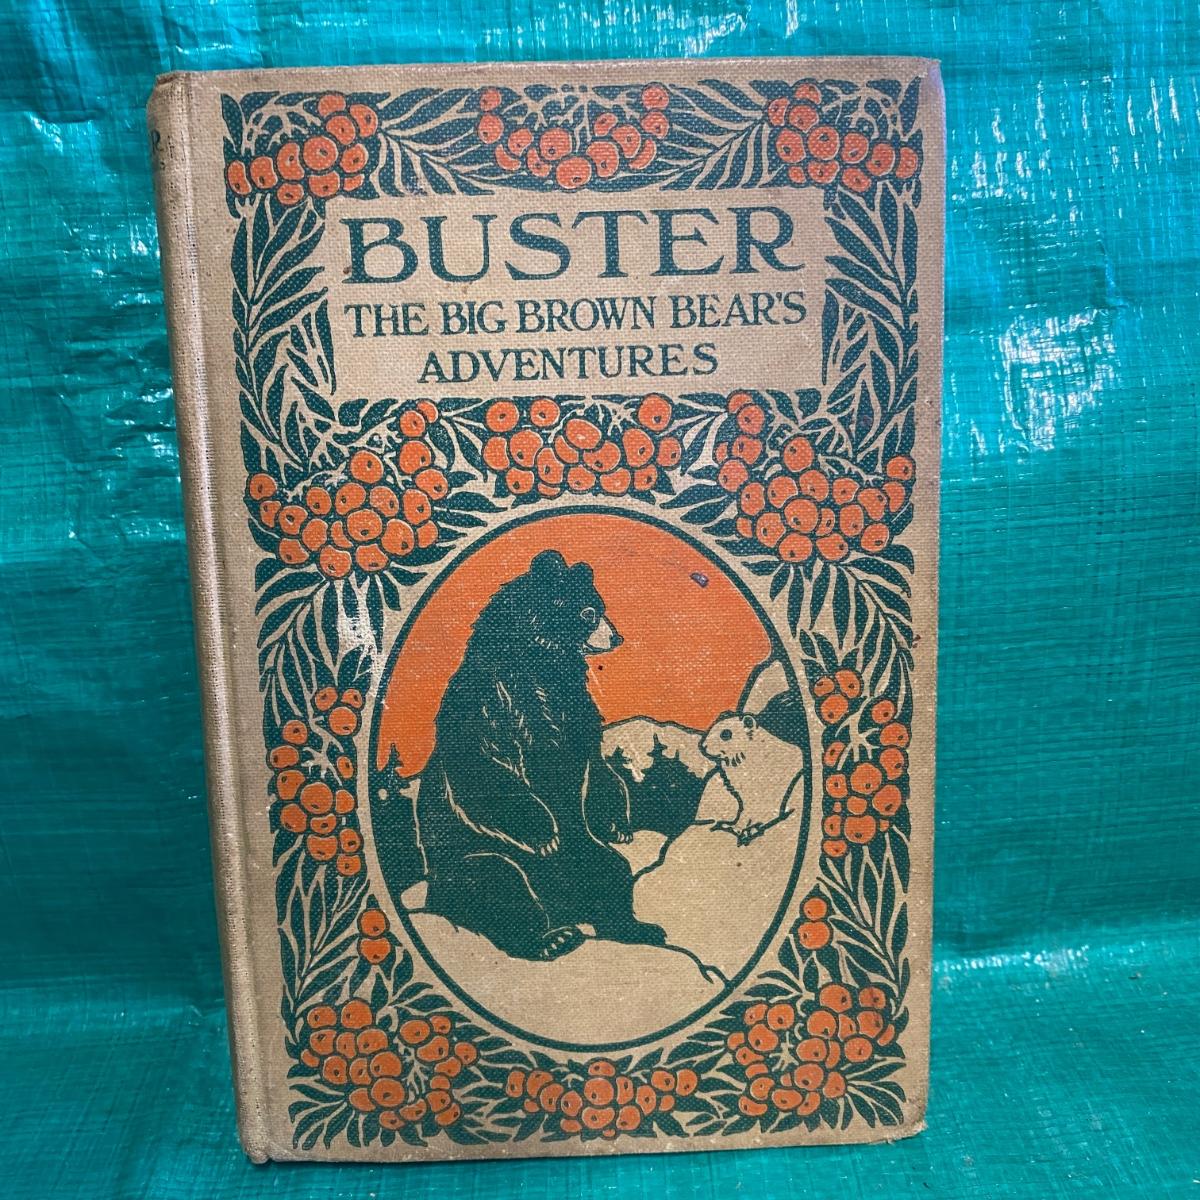 BUSTER
THE BIG BROWN BEAR'S
ADVENTURES